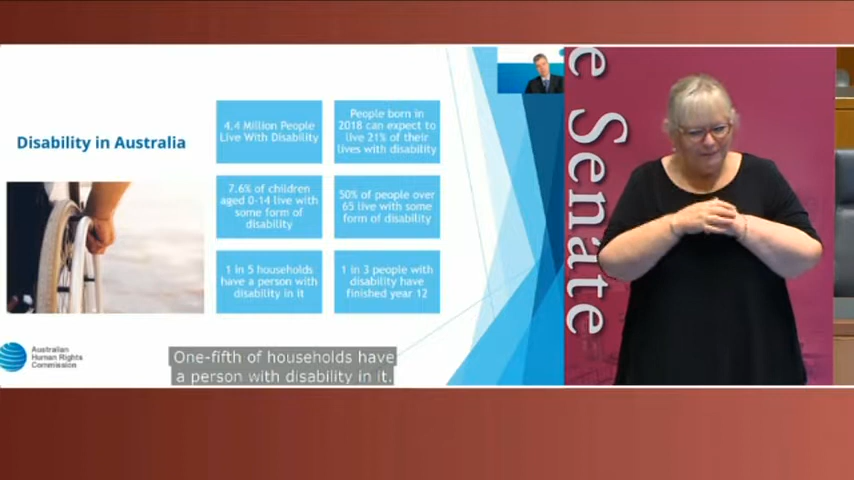 Disability in Australia
4.4 Million People
Live With Disability
People born in
2018 can expect to
live 21% of their
lives with disability
7.6% of children
aged 0-14 live with
some form of
disability
50% of people over
65 live with some
form of disability
1 in 5 households
have a person with
disability in it
1 in 3 people with
disability have
finished year 12
Australian
Human Rights
Commission
One-fifth of households have
a person with disability in it.
e Senate